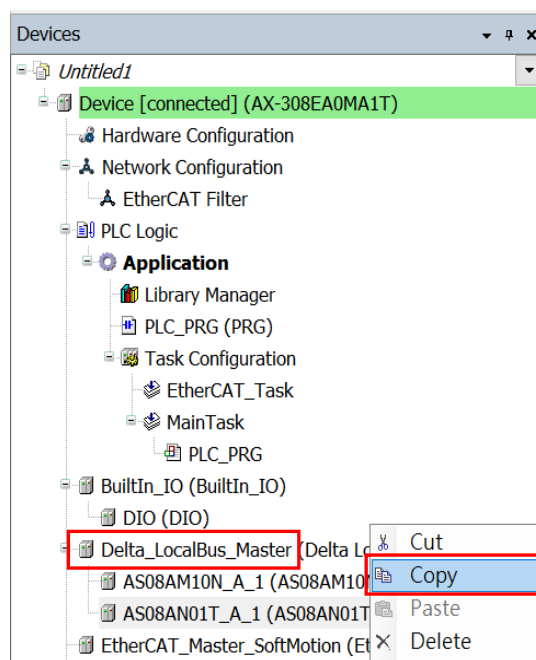 Devices
Untitled1
Device [connected] (AX-308EA0MA1T)
Hardware Configuration
Network Configuration
EtherCAT Filter
PLC Logic
Application
Library Manager
PLC_PRG (PRG)
Task Configuration
EtherCAT_Task
MainTask
PLC_PRG
BuiltIn_IO (BuiltIn_IO)
DIO (DIO)
Delta_LocalBus_Master (Delta Lo
Cut
AS08AM10N_A_1 (AS08AM10
Copy
AS08AN01T_A_1 (AS08AN01T
Paste
EtherCAT_Master_SoftMotion (Et
Delete